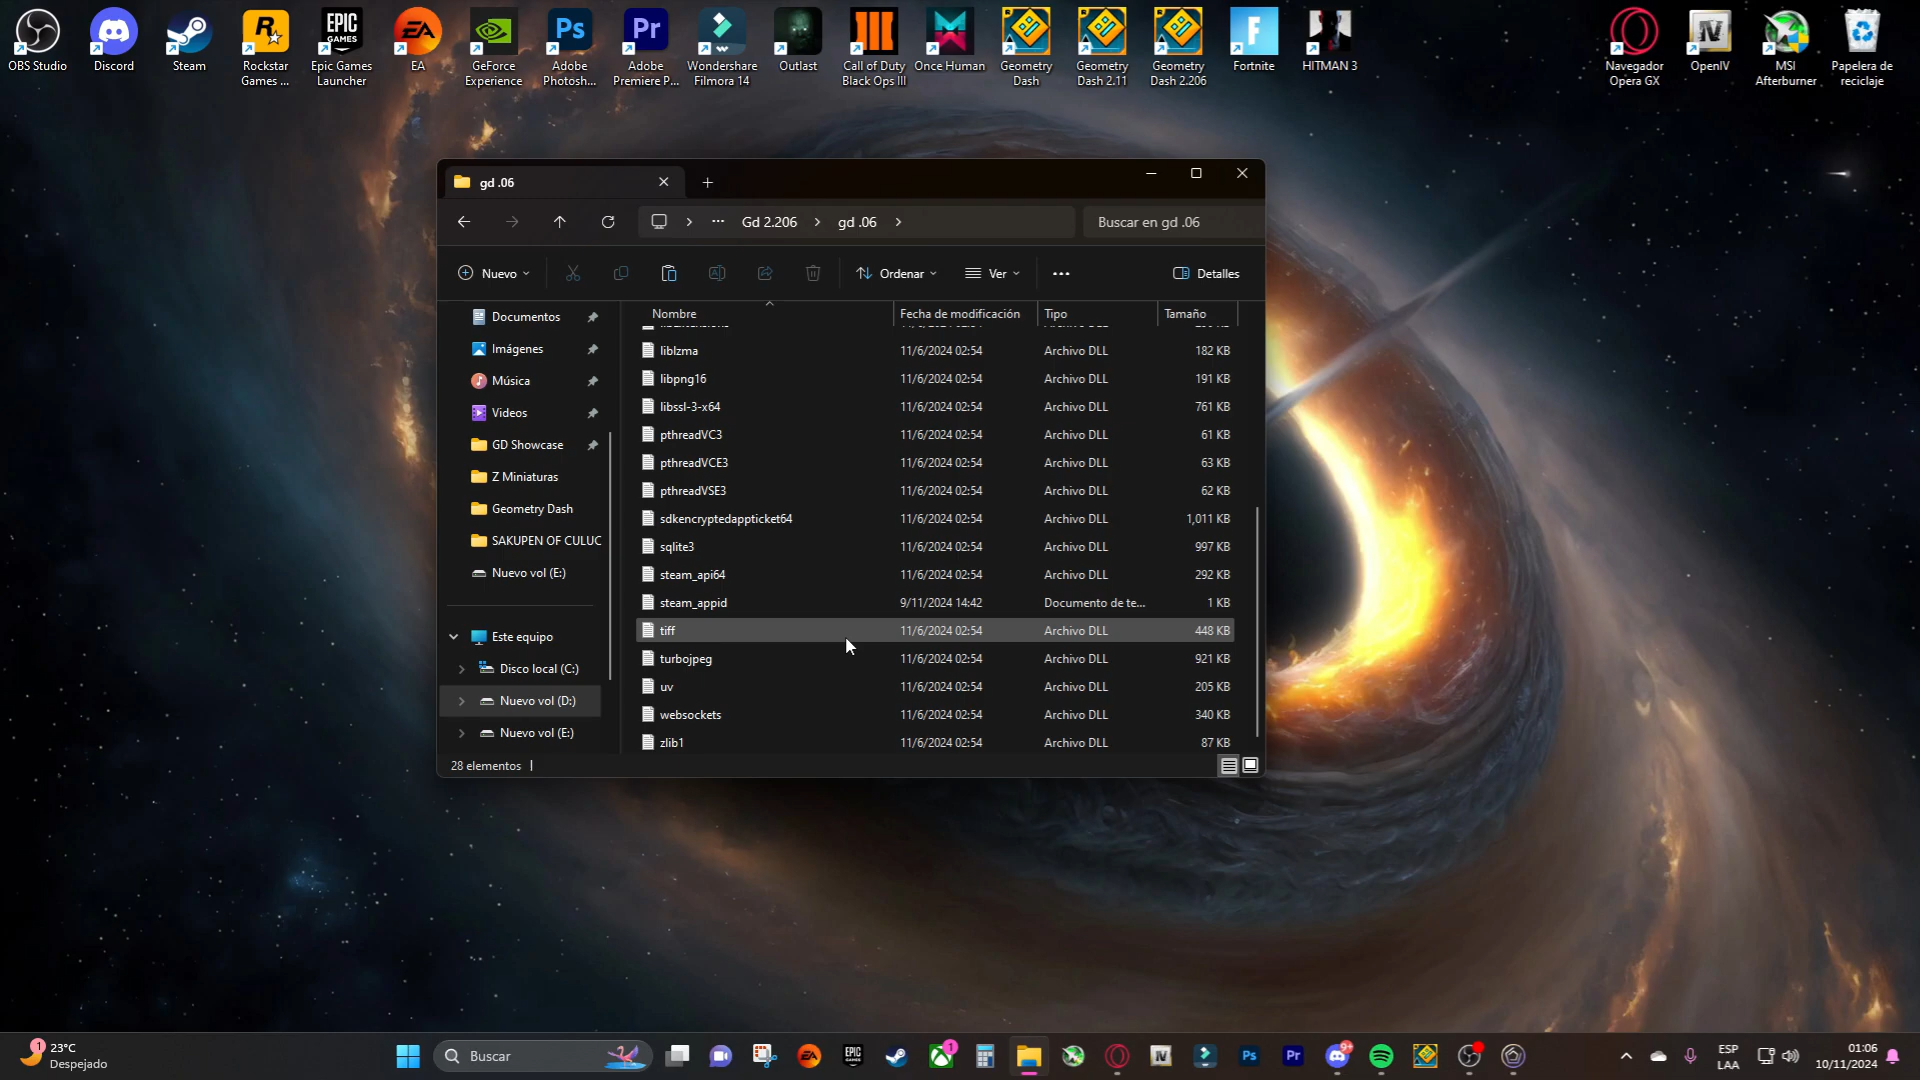 OBS Studio
Discord
Steam
Rockstar
Games ...
Epic Games
Launcher
EA
GeForce
Experience
Adobe
Photosh...
Adobe
Premiere P...
Wondershare
Filmora 14
Outlast
Call of Duty
Black Ops III
Once Human
Geometry
Dash
Geometry
Dash 2.11
Geometry
Dash 2.206
Fortnite
HITMAN 3
Navegador
Opera GX
OpenIV
MSI
Afterburner
Papelera de
reciclaje
gd .06
Gd 2.206
gd .06
Buscar en gd .06
Nuevo
Ordenar
Ver
Detalles
Documentos
Imágenes
Música
Videos
GD Showcase
Z Miniaturas
Geometry Dash
SAKUPEN OF CULUC
Nuevo vol (E:)
Este equipo
Disco local (C:)
Nuevo vol (D:)
Nuevo vol (E:)
Nombre Fecha de modificación Tipo Tamaño
liblzma 11/6/2024 02:54 Archivo DLL 182 KB
libpng16 11/6/2024 02:54 Archivo DLL 191 KB
libssl-3-x64 11/6/2024 02:54 Archivo DLL 761 KB
pthreadVC3 11/6/2024 02:54 Archivo DLL 61 KB
pthreadVCE3 11/6/2024 02:54 Archivo DLL 63 KB
pthreadVSE3 11/6/2024 02:54 Archivo DLL 62 KB
sdkencryptedappticket64 11/6/2024 02:54 Archivo DLL 1,011 KB
sqlite3 11/6/2024 02:54 Archivo DLL 997 KB
steam_api64 11/6/2024 02:54 Archivo DLL 292 KB
steam_appid 9/11/2024 14:42 Documento de te... 1 KB
tiff 11/6/2024 02:54 Archivo DLL 448 KB
turbojpeg 11/6/2024 02:54 Archivo DLL 921 KB
uv 11/6/2024 02:54 Archivo DLL 205 KB
websockets 11/6/2024 02:54 Archivo DLL 340 KB
zlib1 11/6/2024 02:54 Archivo DLL 87 KB
28 elementos
1
23°C
Despejado
Buscar
ESP
LAA
01:06
10/11/2024